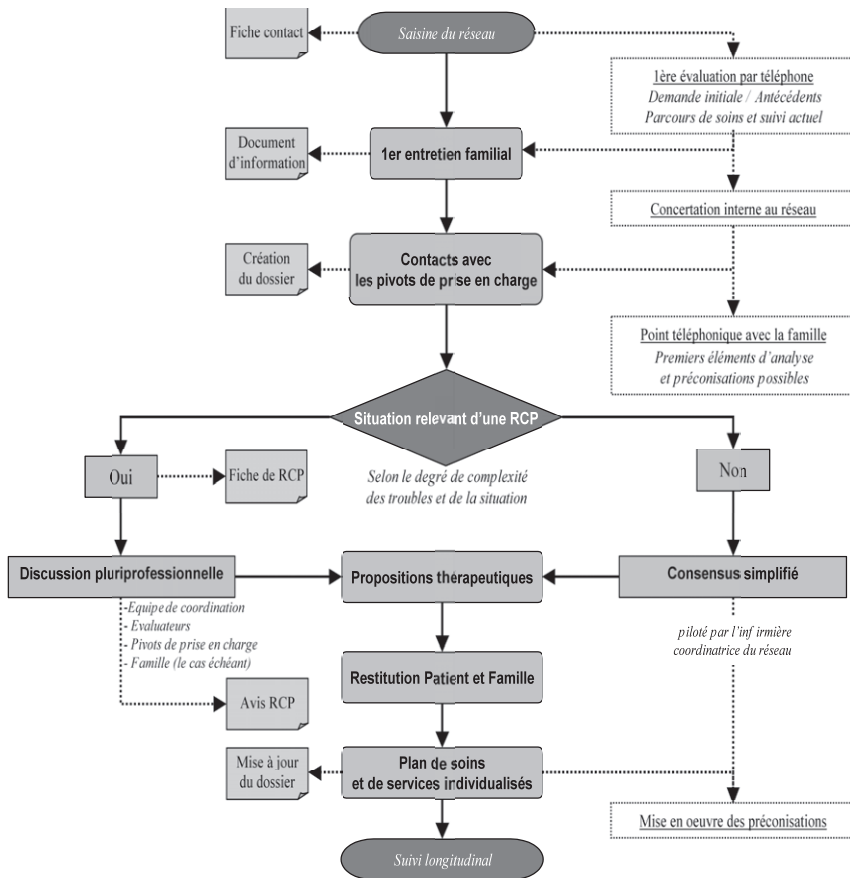 Fiche contact
Saisine du réseau
1ère évaluation par téléphone
Demande initiale / Antécédents
Parcours de soins et suivi actuel
Document
d'information
1er entretien familial
Concertation interne au réseau
Création
du dossier
Contacts avec
les pivots de prise en charge
Point téléphonique avec la famille
Premiers éléments d'analyse
et préconisations possibles
Situation relevant d'une RCP
Oui
Fiche de RCP
Selon le degré de complexité
des troubles et de la situation
Non
Discussion pluriprofessionnelle
Propositions thérapeutiques
Consensus simplifié
-Equipe de coordination
- Evaluateurs
- Pivots de prise en charge
- Famille (le cas échéant)
piloté par l'inf irmière
coordinatrice du réseau
Restitution Patient et Famille
Avis RCP
Mise à jour
du dossier
Plan de soins
et de services individualisés
Mise en oeuvre des préconisations
Suivi longitudinal